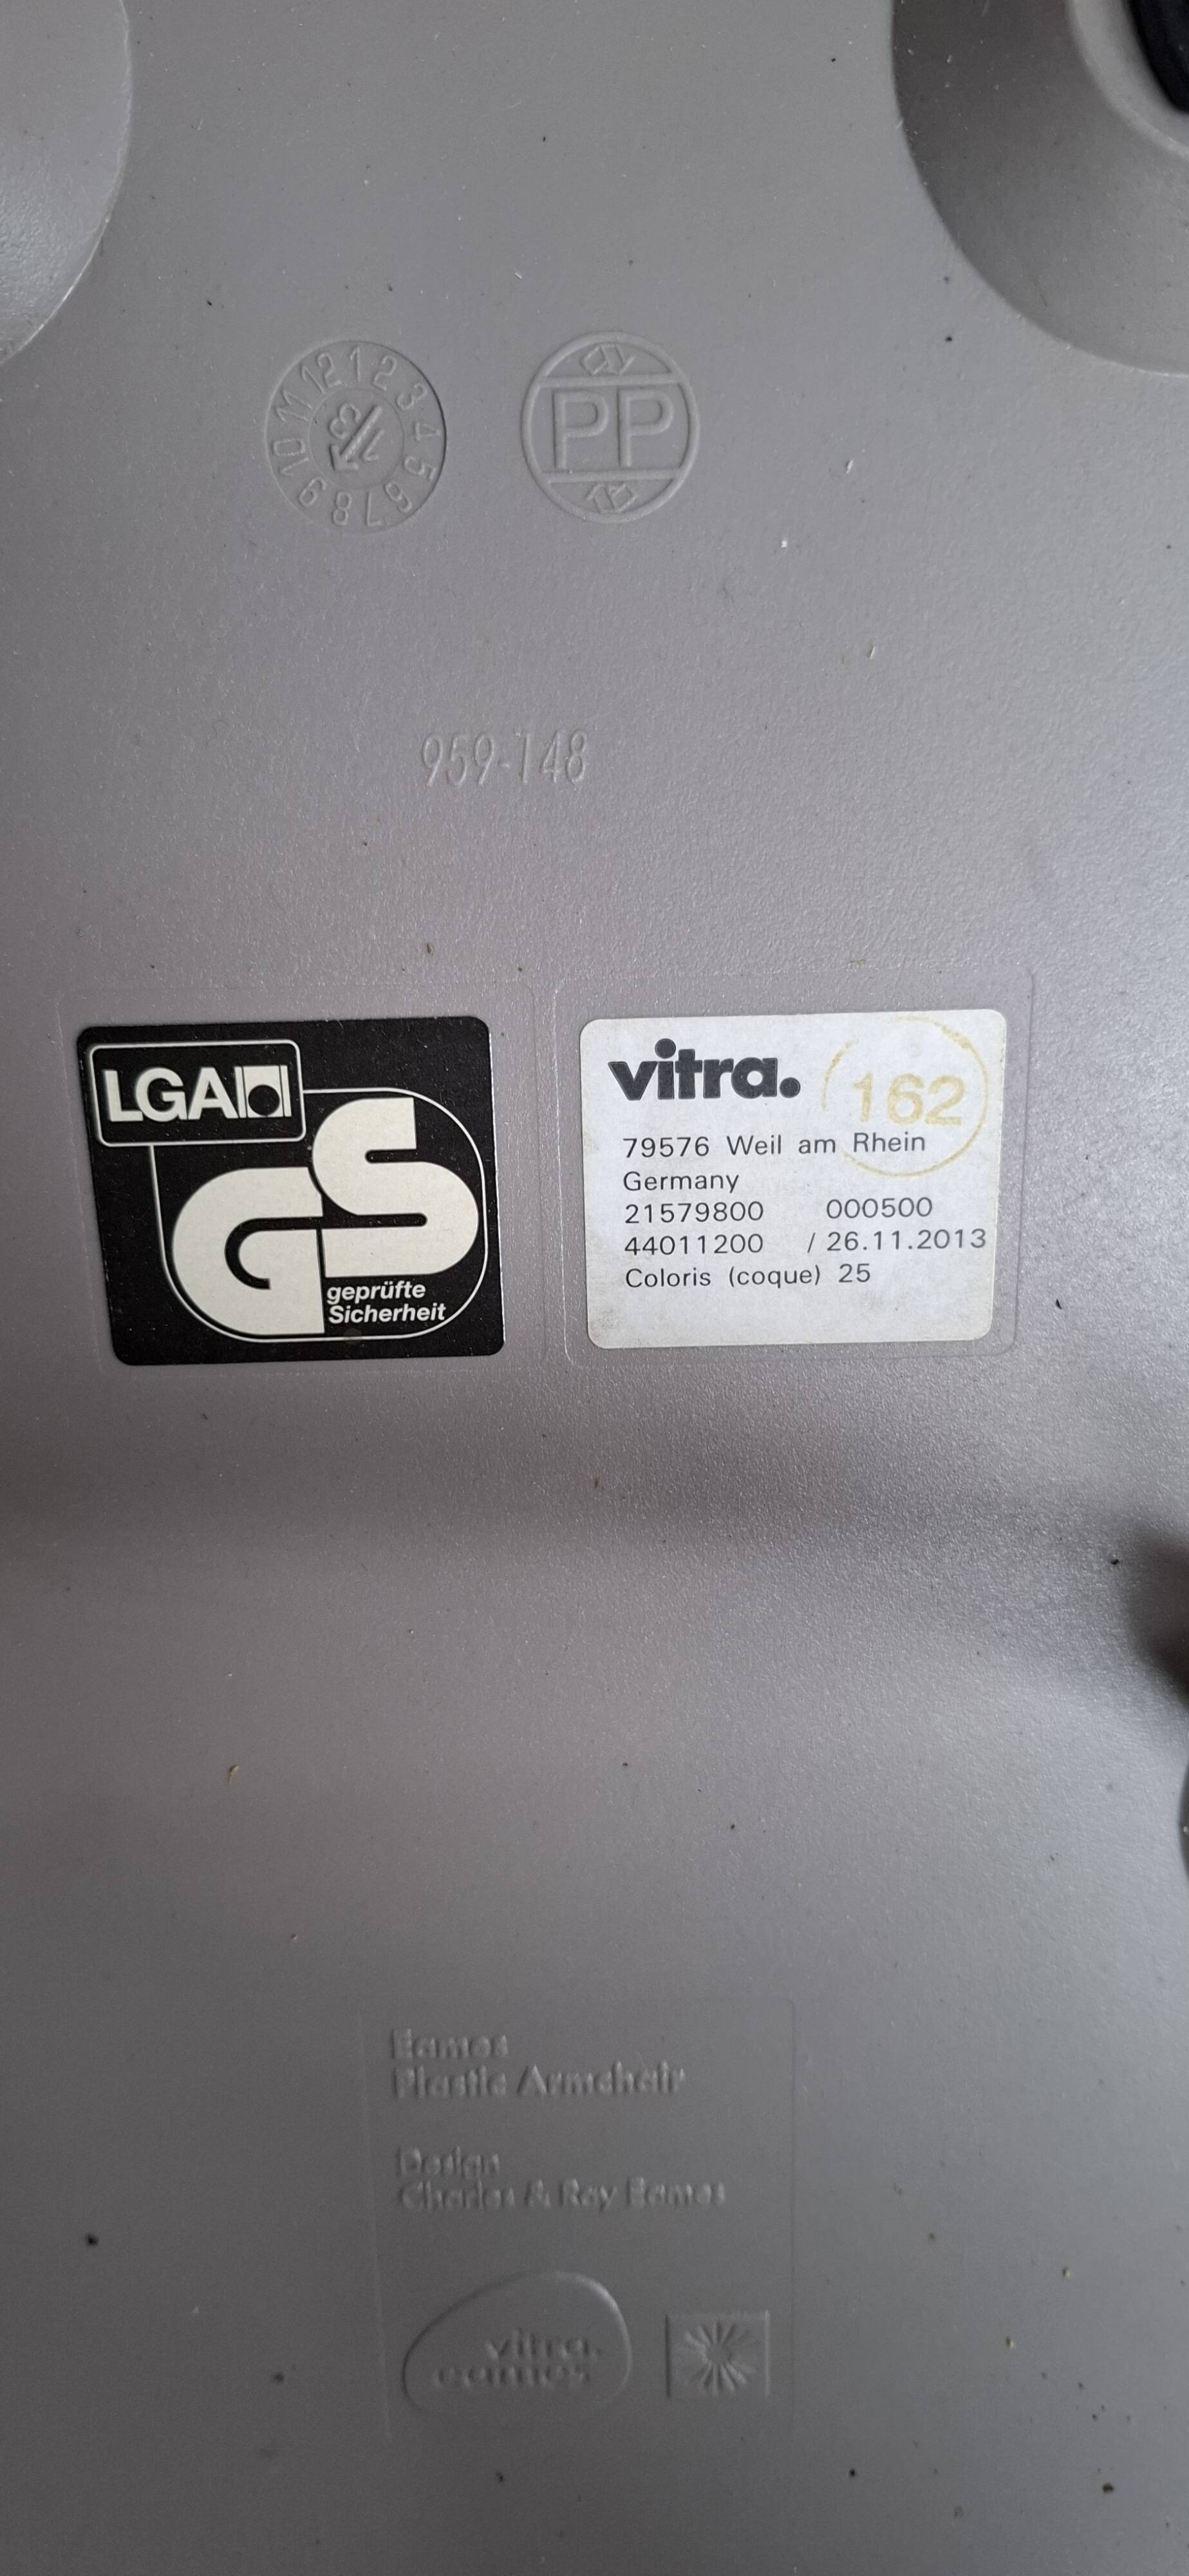 12 1 2 3 4 5 6 7 8 9 10 11
13
PP
959-148
LGA
GS
geprüfte
Sicherheit
vitra.
162
79576 Weil am Rhein
Germany
21579800 000500
44011200 / 26.11.2013
Coloris (coque) 25
Eames
Plastic Armchair
Design
Charles & Ray Eames
vitra.
eames